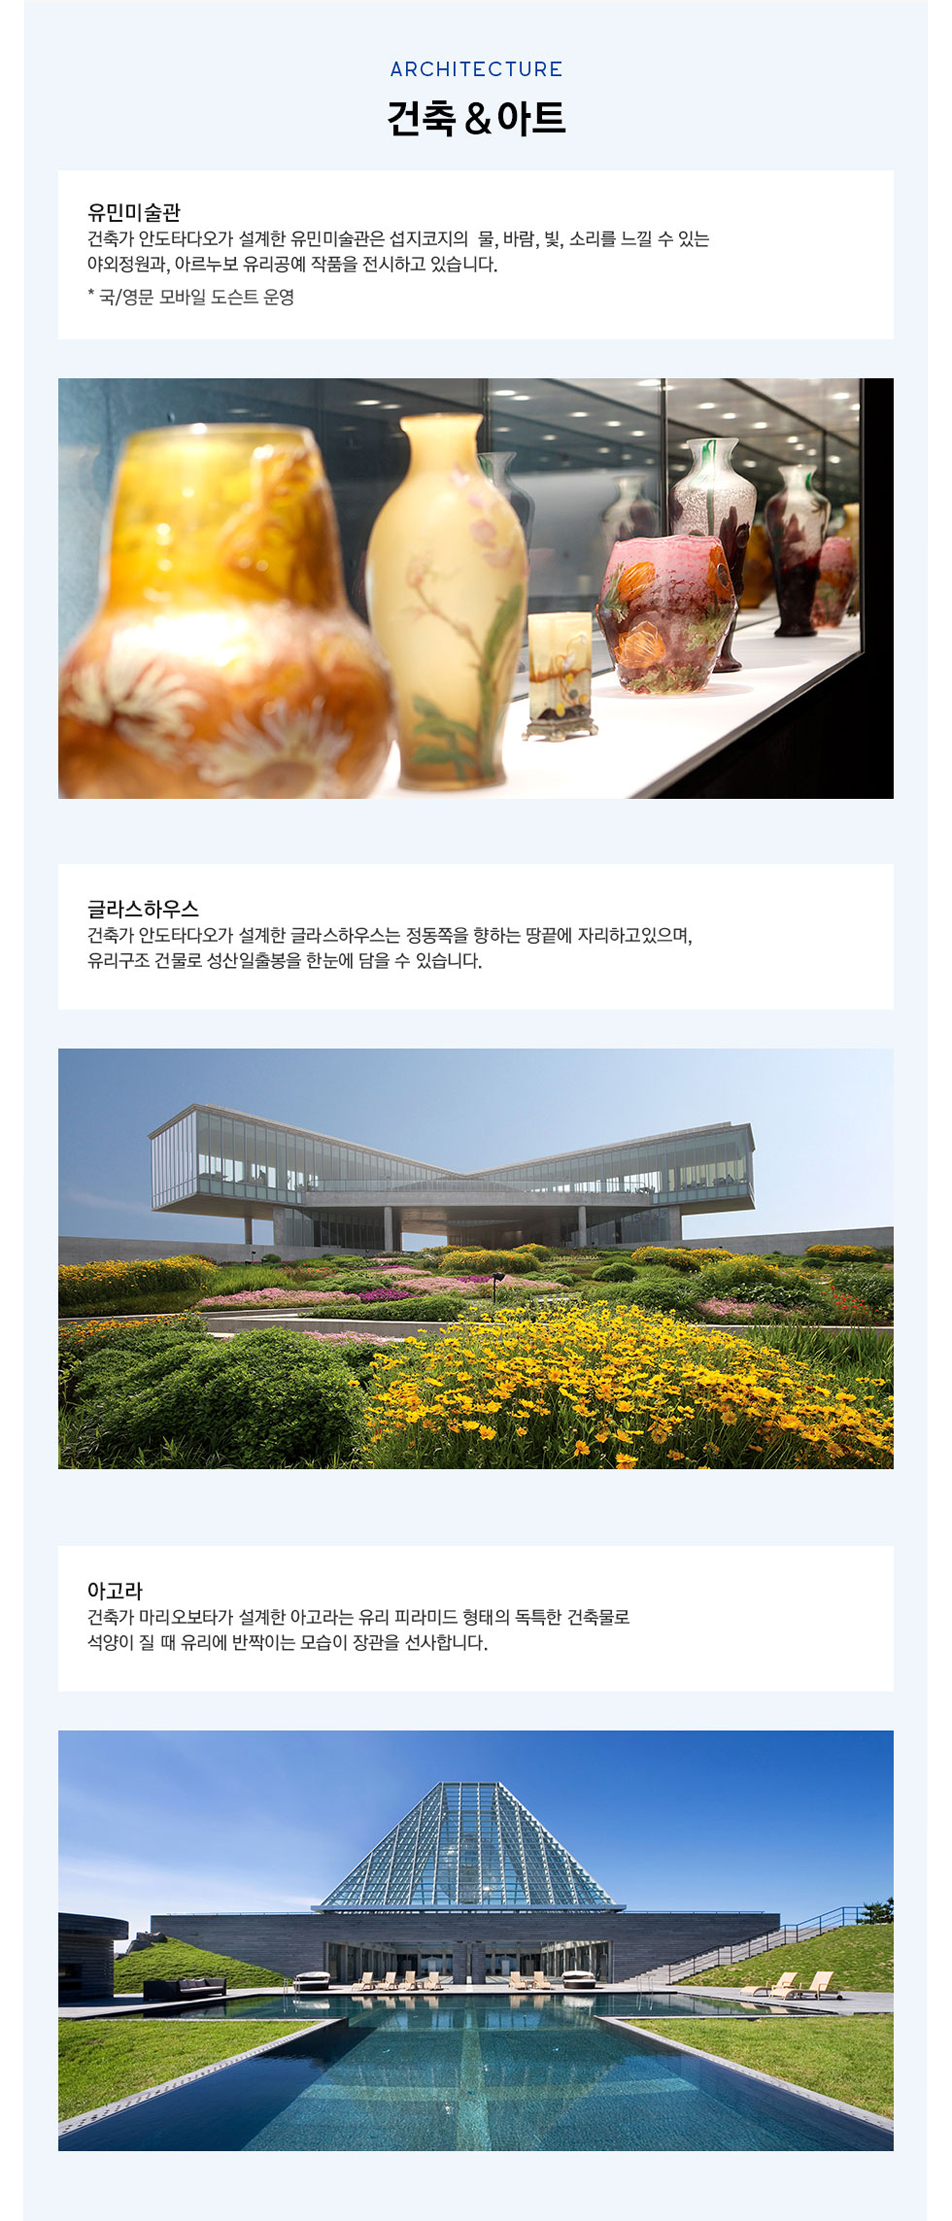 ARCHITECTURE
건축 & 아트
유민미술관
건축가 안도타다오가 설계한 유민미술관은 섭지코지의 물, 바람, 빛, 소리를 느낄 수 있는
야외정원과, 아르누보 유리공예 작품을 전시하고 있습니다.
* 국/영문 모바일 도슨트 운영
글라스하우스
건축가 안도타다오가 설계한 글라스하우스는 정동쪽을 향하는 땅끝에 자리하고있으며,
유리구조 건물로 성산일출봉을 한눈에 담을 수 있습니다.
아고라
건축가 마리오보타가 설계한 아고라는 유리 피라미드 형태의 독특한 건축물로
석양이 질 때 유리에 반짝이는 모습이 장관을 선사합니다.